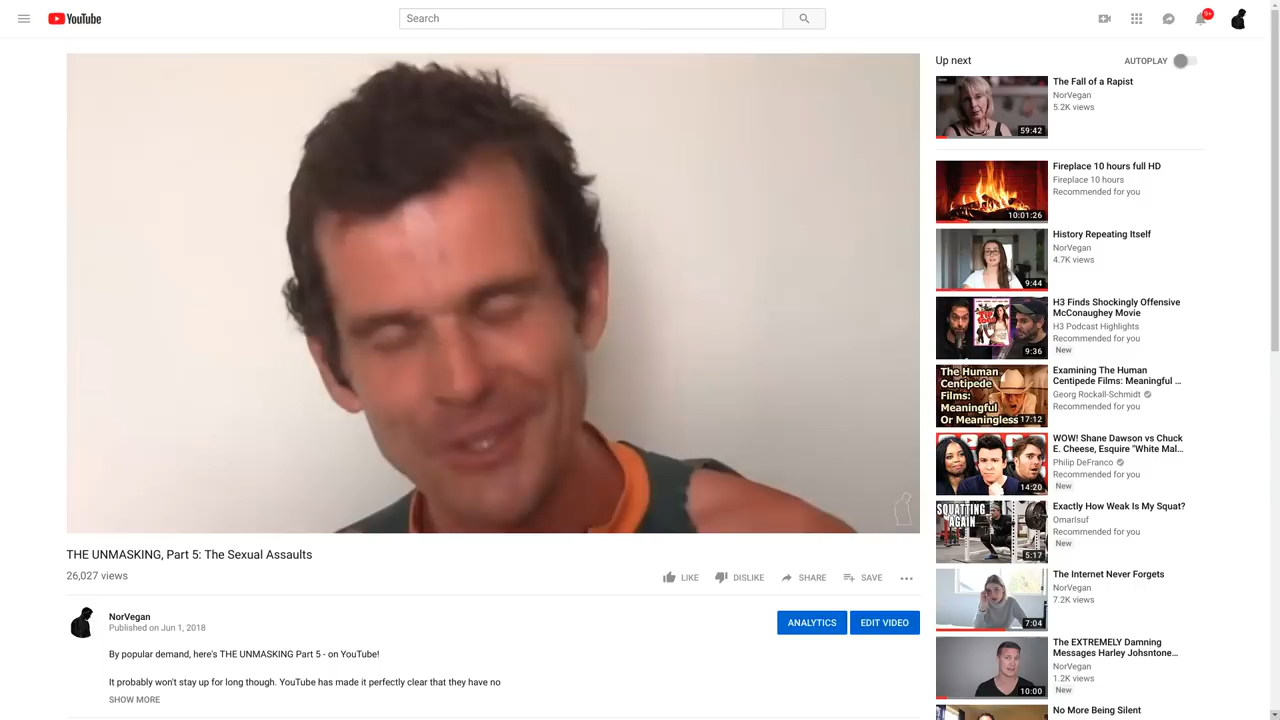 YouTube
Search
9+
Up next
AUTOPLAY
The Fall of a Rapist
NorVegan
5.2K views
59:42
Fireplace 10 hours full HD
Fireplace 10 hours
Recommended for you
10:01:26
History Repeating Itself
NorVegan
4.7K views
9:44
H3 Finds Shockingly Offensive
McConaughey Movie
H3 Podcast Highlights
Recommended for you
New
9:36
The Human
Centipede
Films:
Meaningful
Or Meaningless
17:12
Examining The Human
Centipede Films: Meaningful ...
Georg Rockall-Schmidt
Recommended for you
WOW! Shane Dawson vs Chuck
E. Cheese, Esquire "White Mal...
Philip DeFranco
Recommended for you
New
14:20
SQUATTING
AGAIN
5:17
Exactly How Weak Is My Squat?
OmarIsuf
Recommended for you
New
The Internet Never Forgets
NorVegan
7.2K views
7:04
The EXTREMELY Damning
Messages Harley Johsntone...
NorVegan
1.2K views
New
10:00
No More Being Silent
THE UNMASKING, Part 5: The Sexual Assaults
26,027 views
LIKE
DISLIKE
SHARE
SAVE
NorVegan
Published on Jun 1, 2018
ANALYTICS
EDIT VIDEO
By popular demand, here's THE UNMASKING Part 5 - on YouTube!
It probably won't stay up for long though. YouTube has made it perfectly clear that they have no
SHOW MORE